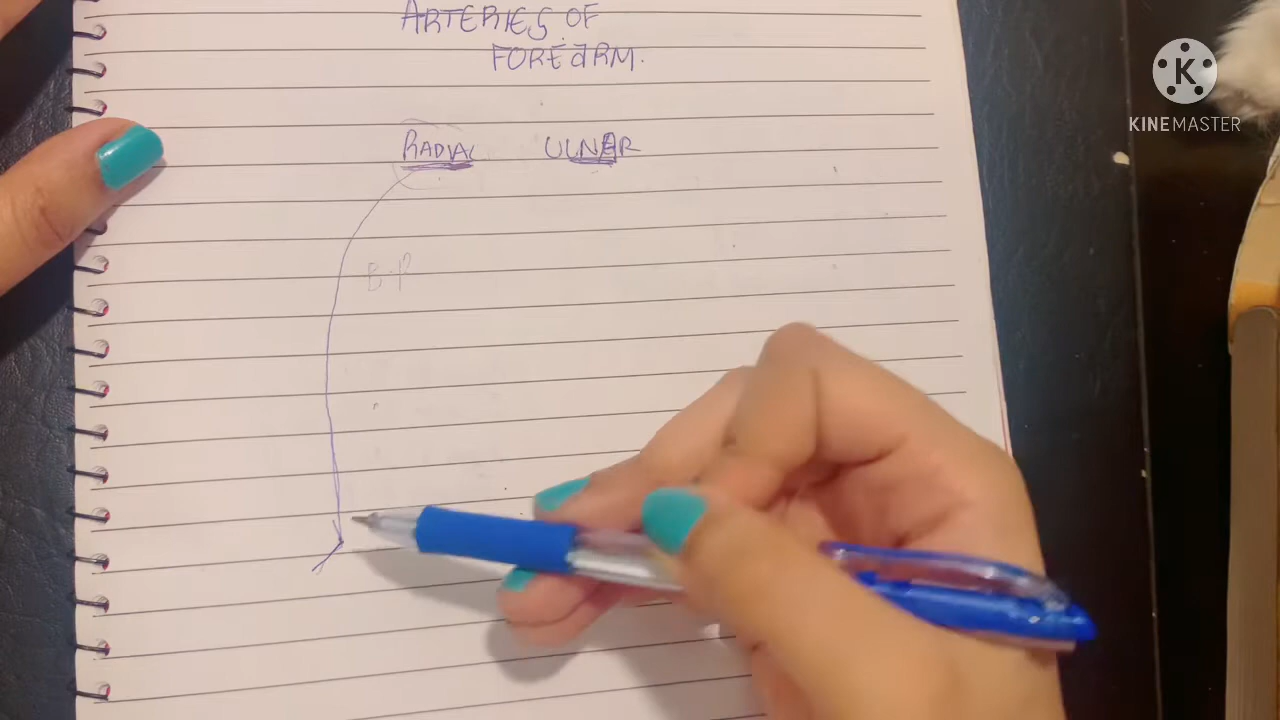 ARTERIES OF
FOREARM.
RADIAL ULNAR
B.P
K
KINEMASTER